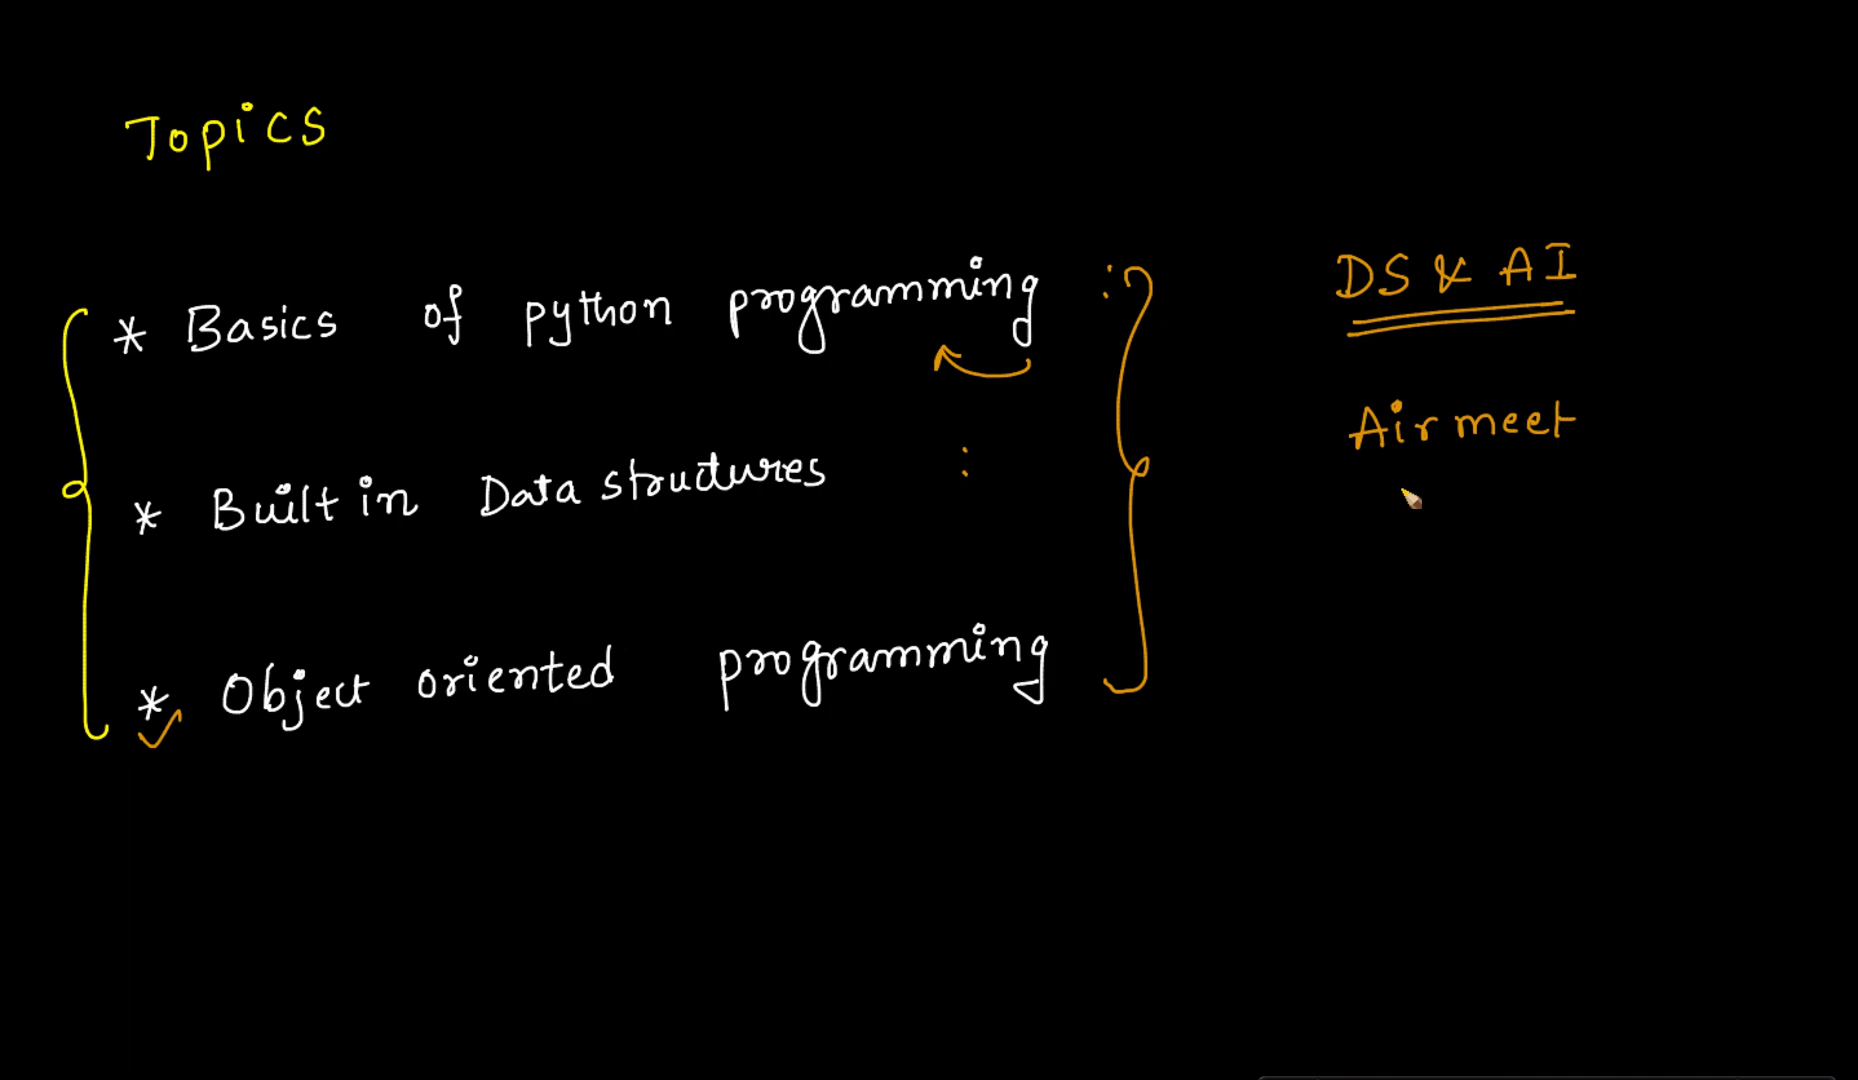 Topics
* Basics of python programming :
* Built in Data structures :
* Object oriented programming
DS & AI
Airmeet